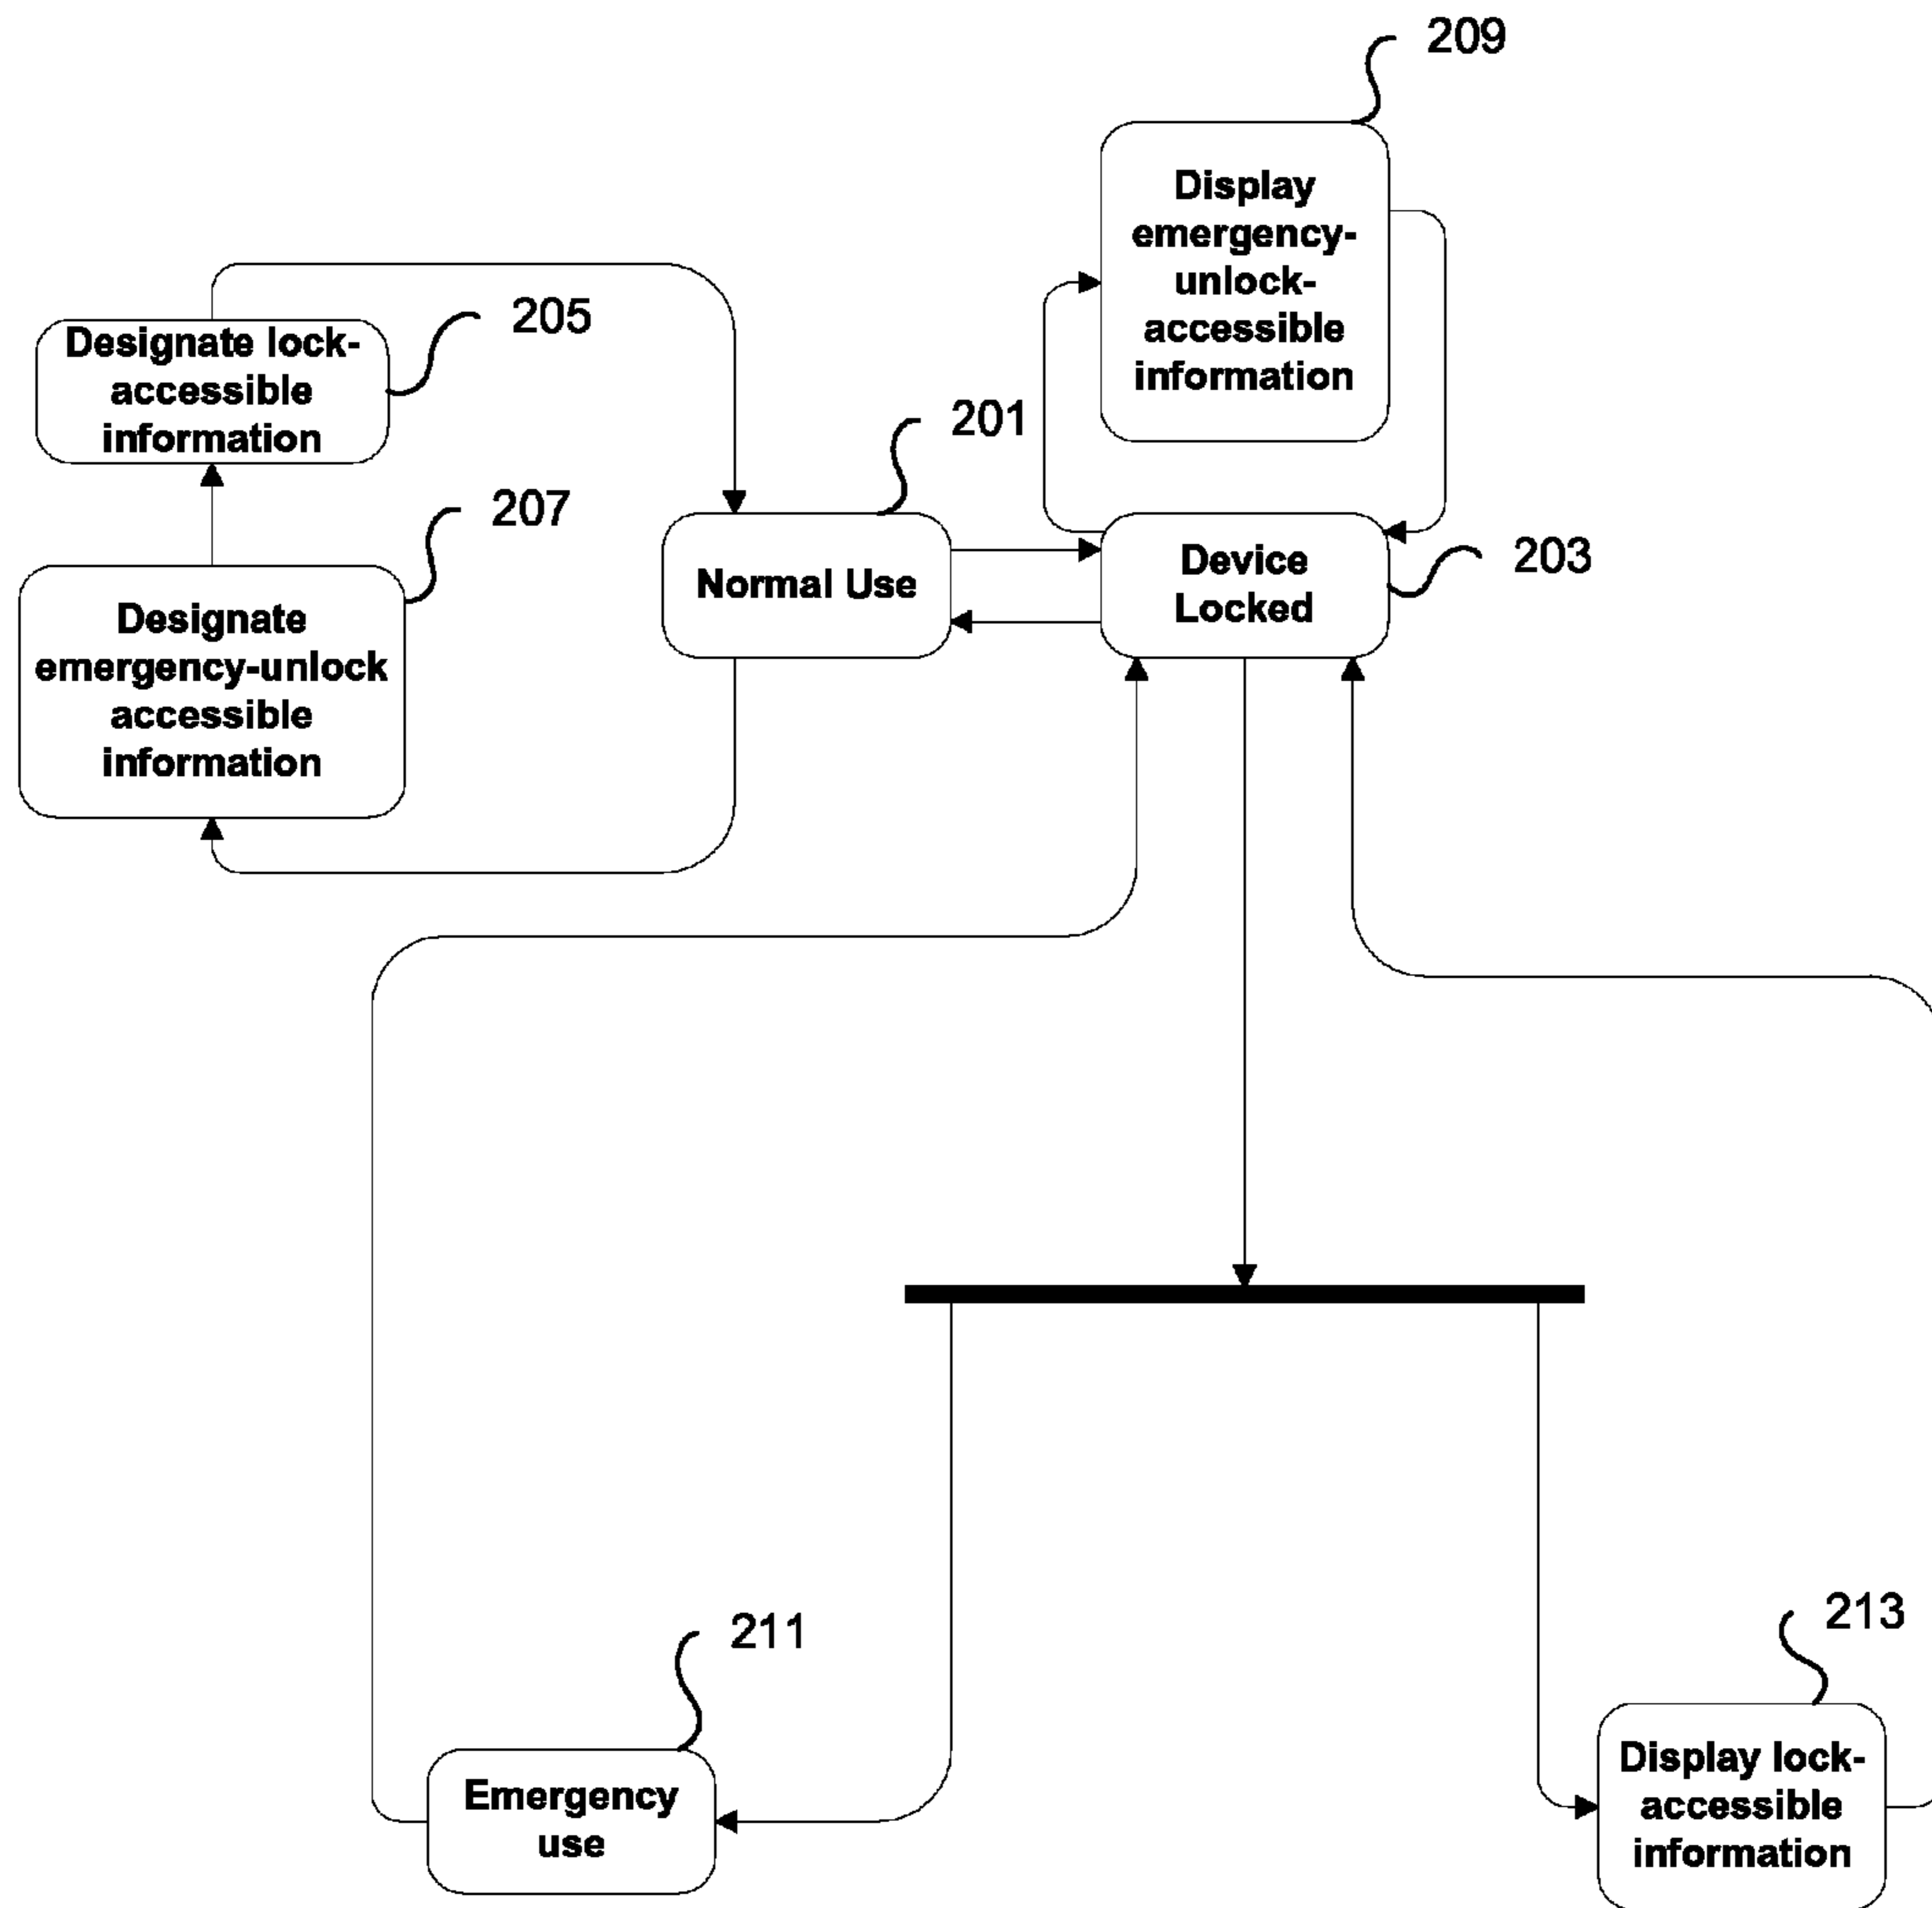 209
Display
emergency-
unlock-
accessible
information
205
Designate lock-
accessible
information
201
207
Normal Use
Device
Locked
203
Designate
emergency-unlock
accessible
information
211
Emergency
use
213
Display lock-
accessible
information